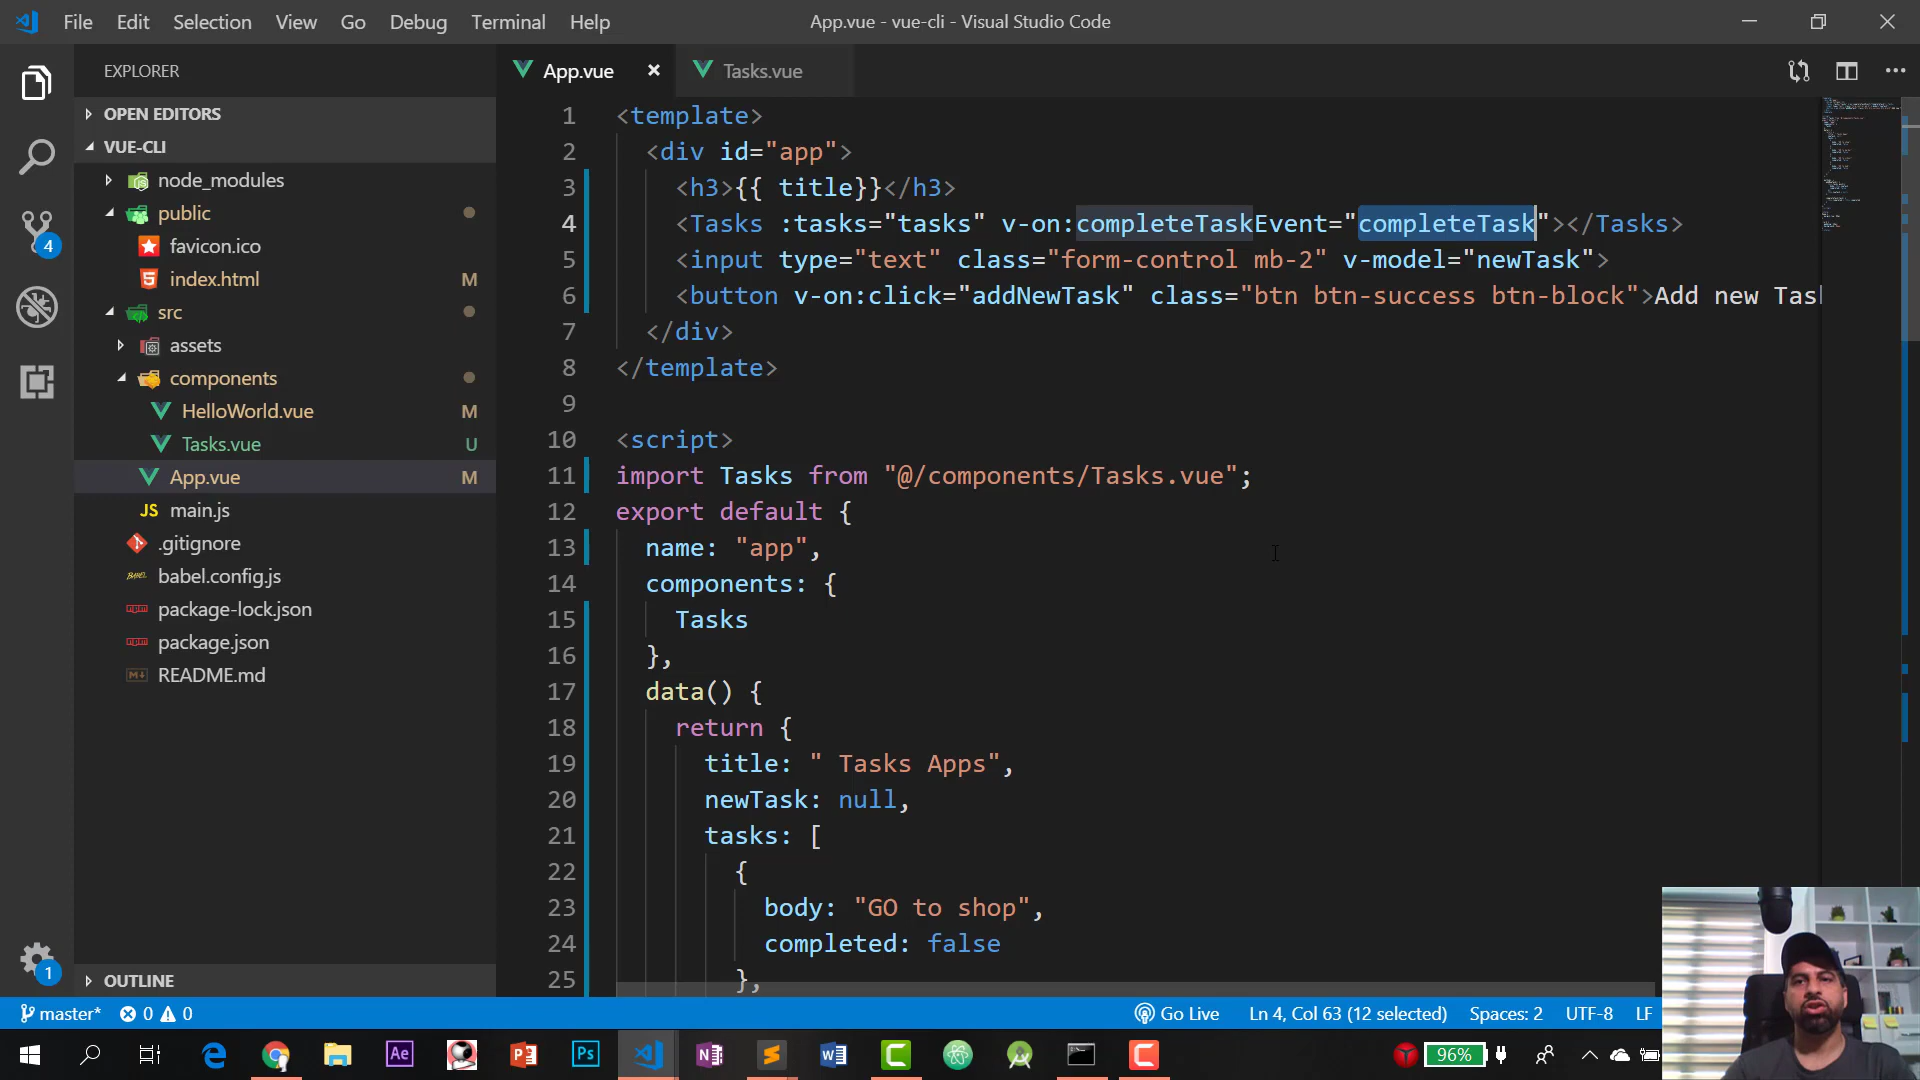 File Edit Selection View Go Debug Terminal Help
App.vue - vue-cli - Visual Studio Code
EXPLORER
OPEN EDITORS
VUE-CLI
node_modules
public
favicon.ico
index.html M
src
assets
components
HelloWorld.vue M
Tasks.vue U
App.vue M
JS main.js
.gitignore
babel.config.js
package-lock.json
package.json
README.md
OUTLINE
4
1
App.vue × Tasks.vue
1 <template>
2 <div id="app">
3 <h3>{{ title}}</h3>
4 <Tasks :tasks="tasks" v-on:completeTaskEvent="completeTask"></Tasks>
5 <input type="text" class="form-control mb-2" v-model="newTask">
6 <button v-on:click="addNewTask" class="btn btn-success btn-block">Add new Tas
7 </div>
8 </template>
9
10 <script>
11 import Tasks from "@/components/Tasks.vue";
12 export default {
13 name: "app",
14 components: {
15 Tasks
16 },
17 data() {
18 return {
19 title: " Tasks Apps",
20 newTask: null,
21 tasks: [
22 {
23 body: "GO to shop",
24 completed: false
25 },
master* 0 0 Go Live Ln 4, Col 63 (12 selected) Spaces: 2 UTF-8 LF
Ae Ps 96%